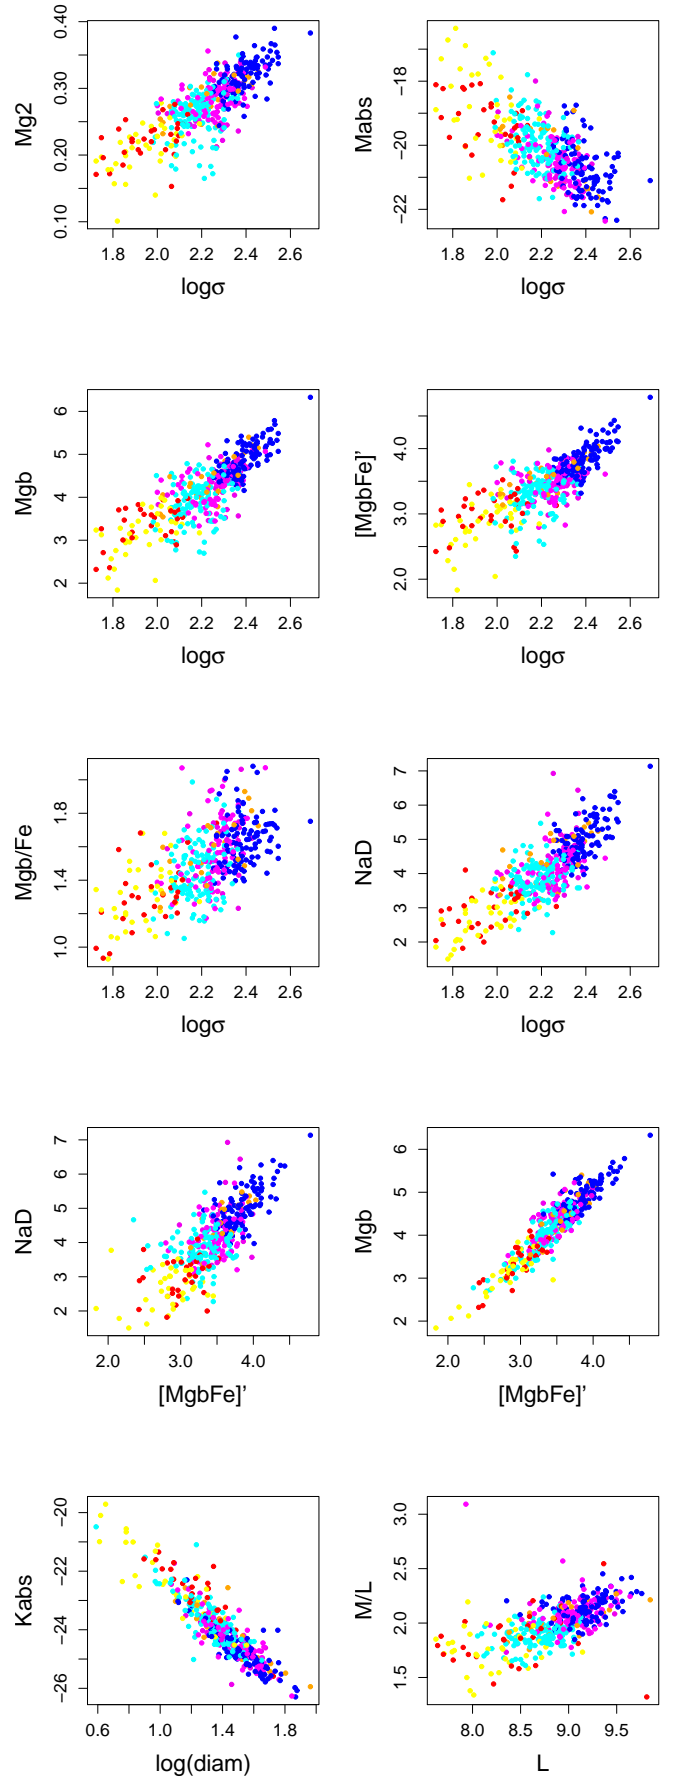 0.10 0.20 0.30 0.40
Mg2
1.8 2.0 2.2 2.4 2.6
logσ
−22 −20 −18
Mabs
1.8 2.0 2.2 2.4 2.6
logσ
2 3 4 5 6
Mgb
1.8 2.0 2.2 2.4 2.6
logσ
2.0 3.0 4.0
[MgbFe]'
1.8 2.0 2.2 2.4 2.6
logσ
1.0 1.4 1.8
Mgb/Fe
1.8 2.0 2.2 2.4 2.6
logσ
2 3 4 5 6 7
NaD
1.8 2.0 2.2 2.4 2.6
logσ
2 3 4 5 6 7
NaD
2.0 3.0 4.0
[MgbFe]'
2 3 4 5 6
Mgb
2.0 3.0 4.0
[MgbFe]'
−26 −24 −22 −20
Kabs
0.6 1.0 1.4 1.8
log(diam)
1.5 2.0 2.5 3.0
M/L
8.0 8.5 9.0 9.5
L